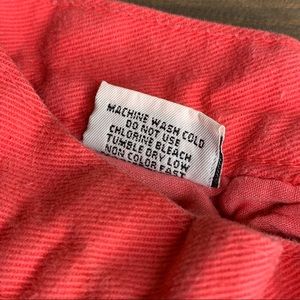 MACHINE WASH COLD
DO NOT USE
CHLORINE BLEACH
TUMBLE DRY LOW
NON COLOR FAST